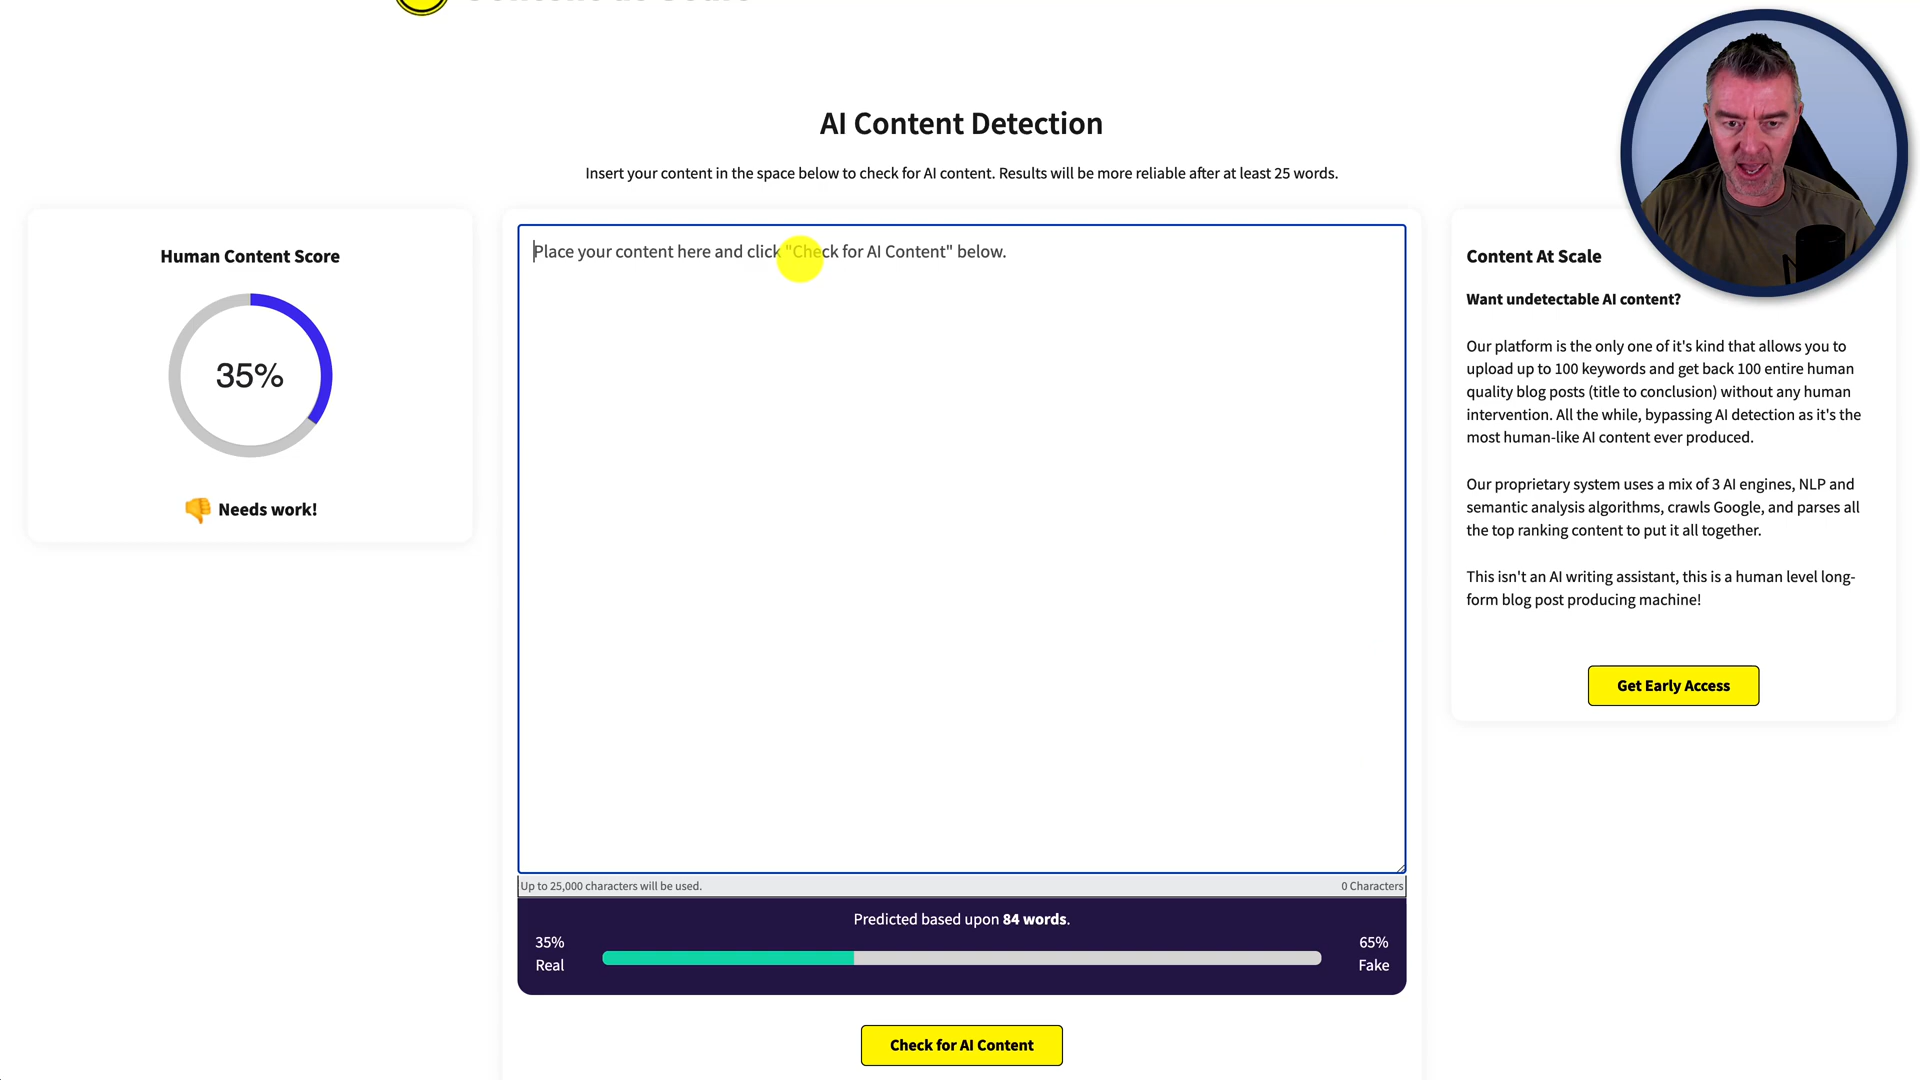 AI Content Detection
Insert your content in the space below to check for AI content. Results will be more reliable after at least 25 words.
Human Content Score
35%
👎 Needs work!
Place your content here and click "Check for AI Content" below.
Up to 25,000 characters will be used.
0 Characters
Predicted based upon 84 words.
35%
Real
65%
Fake
Check for AI Content
Content At Scale
Want undetectable AI content?
Our platform is the only one of it's kind that allows you to
upload up to 100 keywords and get back 100 entire human
quality blog posts (title to conclusion) without any human
intervention. All the while, bypassing AI detection as it's the
most human-like AI content ever produced.
Our proprietary system uses a mix of 3 AI engines, NLP and
semantic analysis algorithms, crawls Google, and parses all
the top ranking content to put it all together.
This isn't an AI writing assistant, this is a human level long-
form blog post producing machine!
Get Early Access